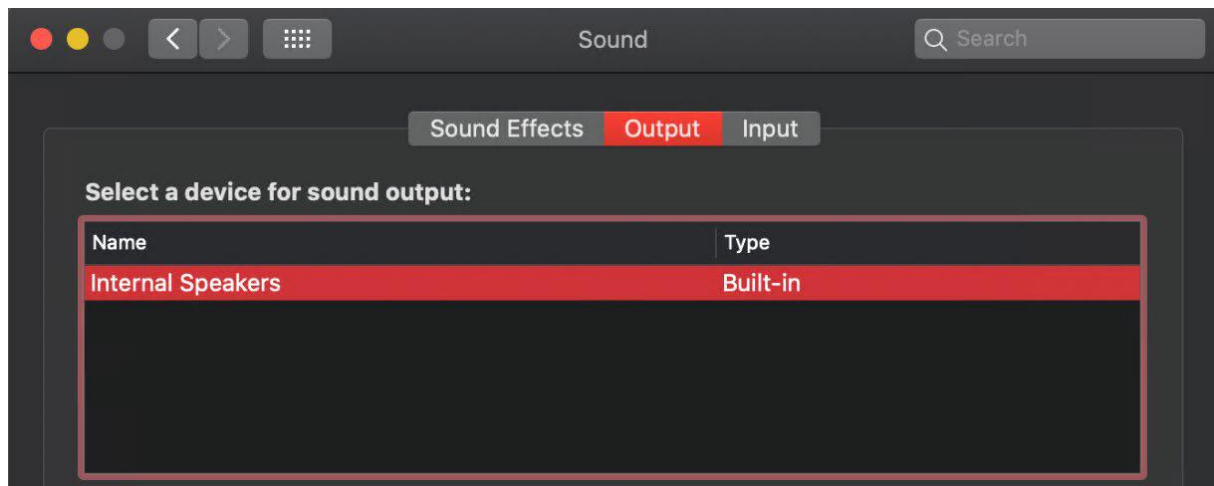 Sound
Search
Sound Effects Output Input
Select a device for sound output:
Name Type
Internal Speakers Built-in